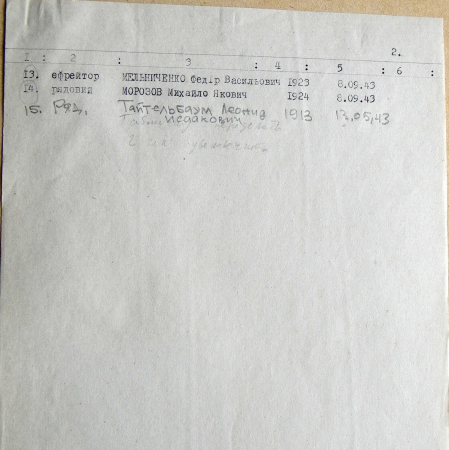 2.
I : 2 : 3 : 4 : 5 : 6 :
13. ефрейтор МЕЛЬНИЧЕНКО Федір Васильович 1923 8.09.43
14. рядовий МОРОЗОВ Михайло Якович 1924 8.09.43
15. Ряд. Тайтельбаум Леонид 1913 13.05.43
Исаакович